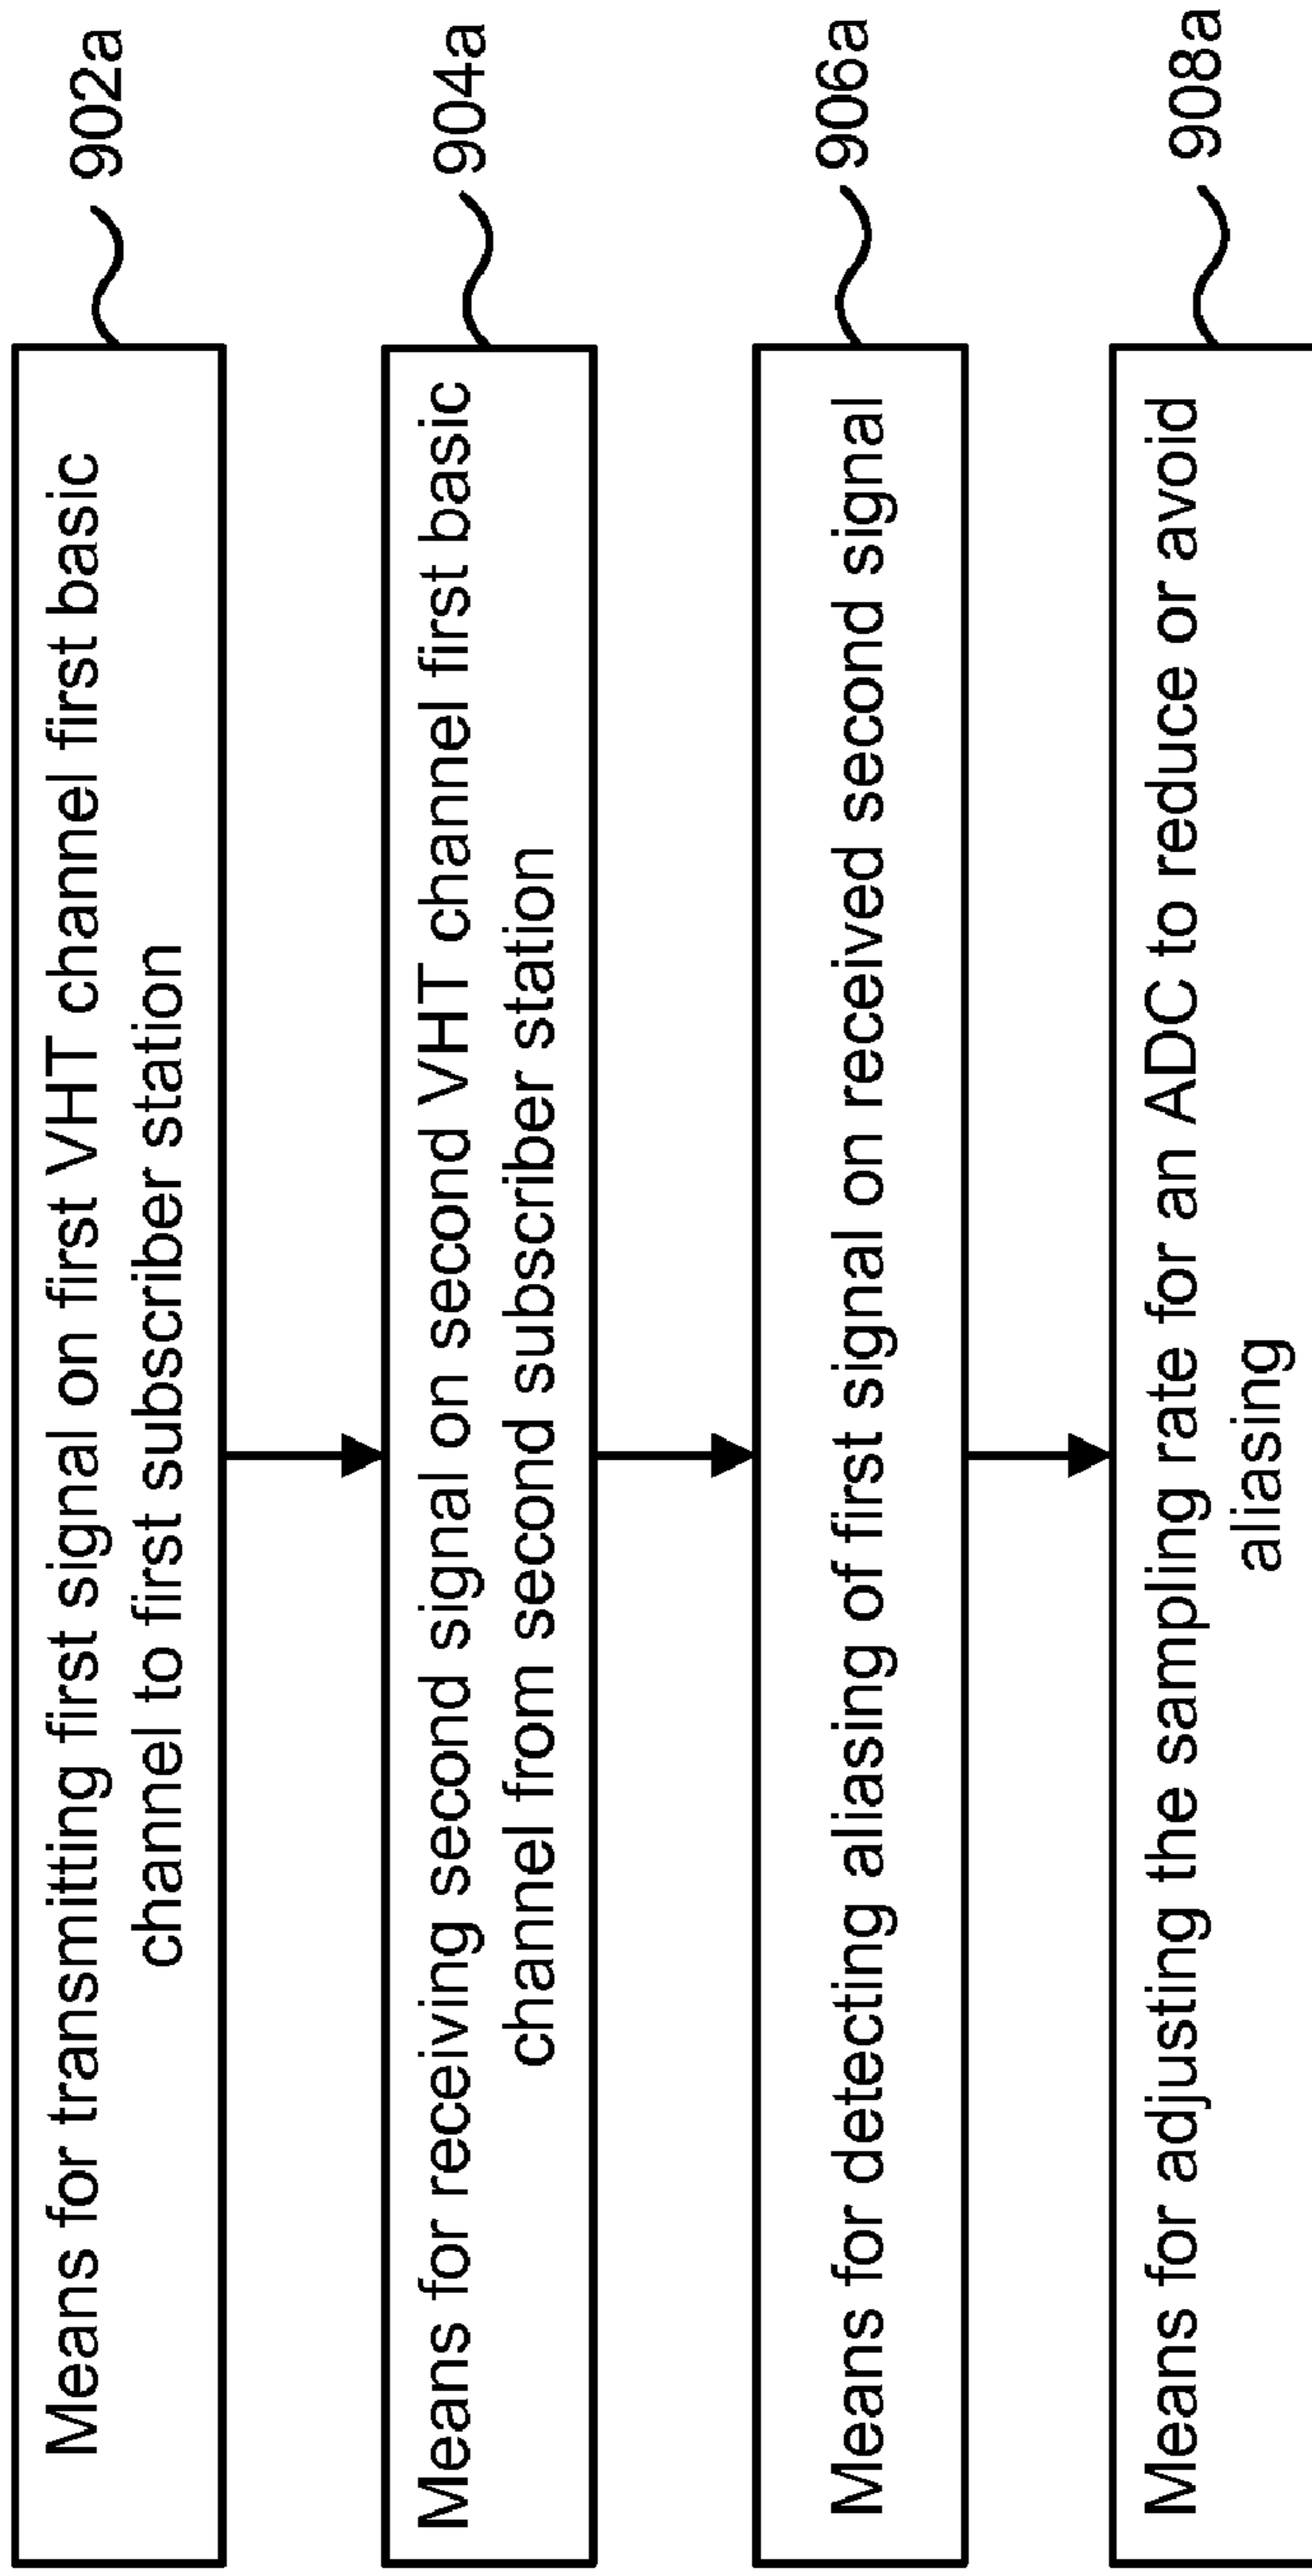 Means for transmitting first signal on first VHT channel first basic
channel to first subscriber station
902a
Means for receiving second signal on second VHT channel first basic
channel from second subscriber station
904a
Means for detecting aliasing of first signal on received second signal
906a
Means for adjusting the sampling rate for an ADC to reduce or avoid
aliasing
908a